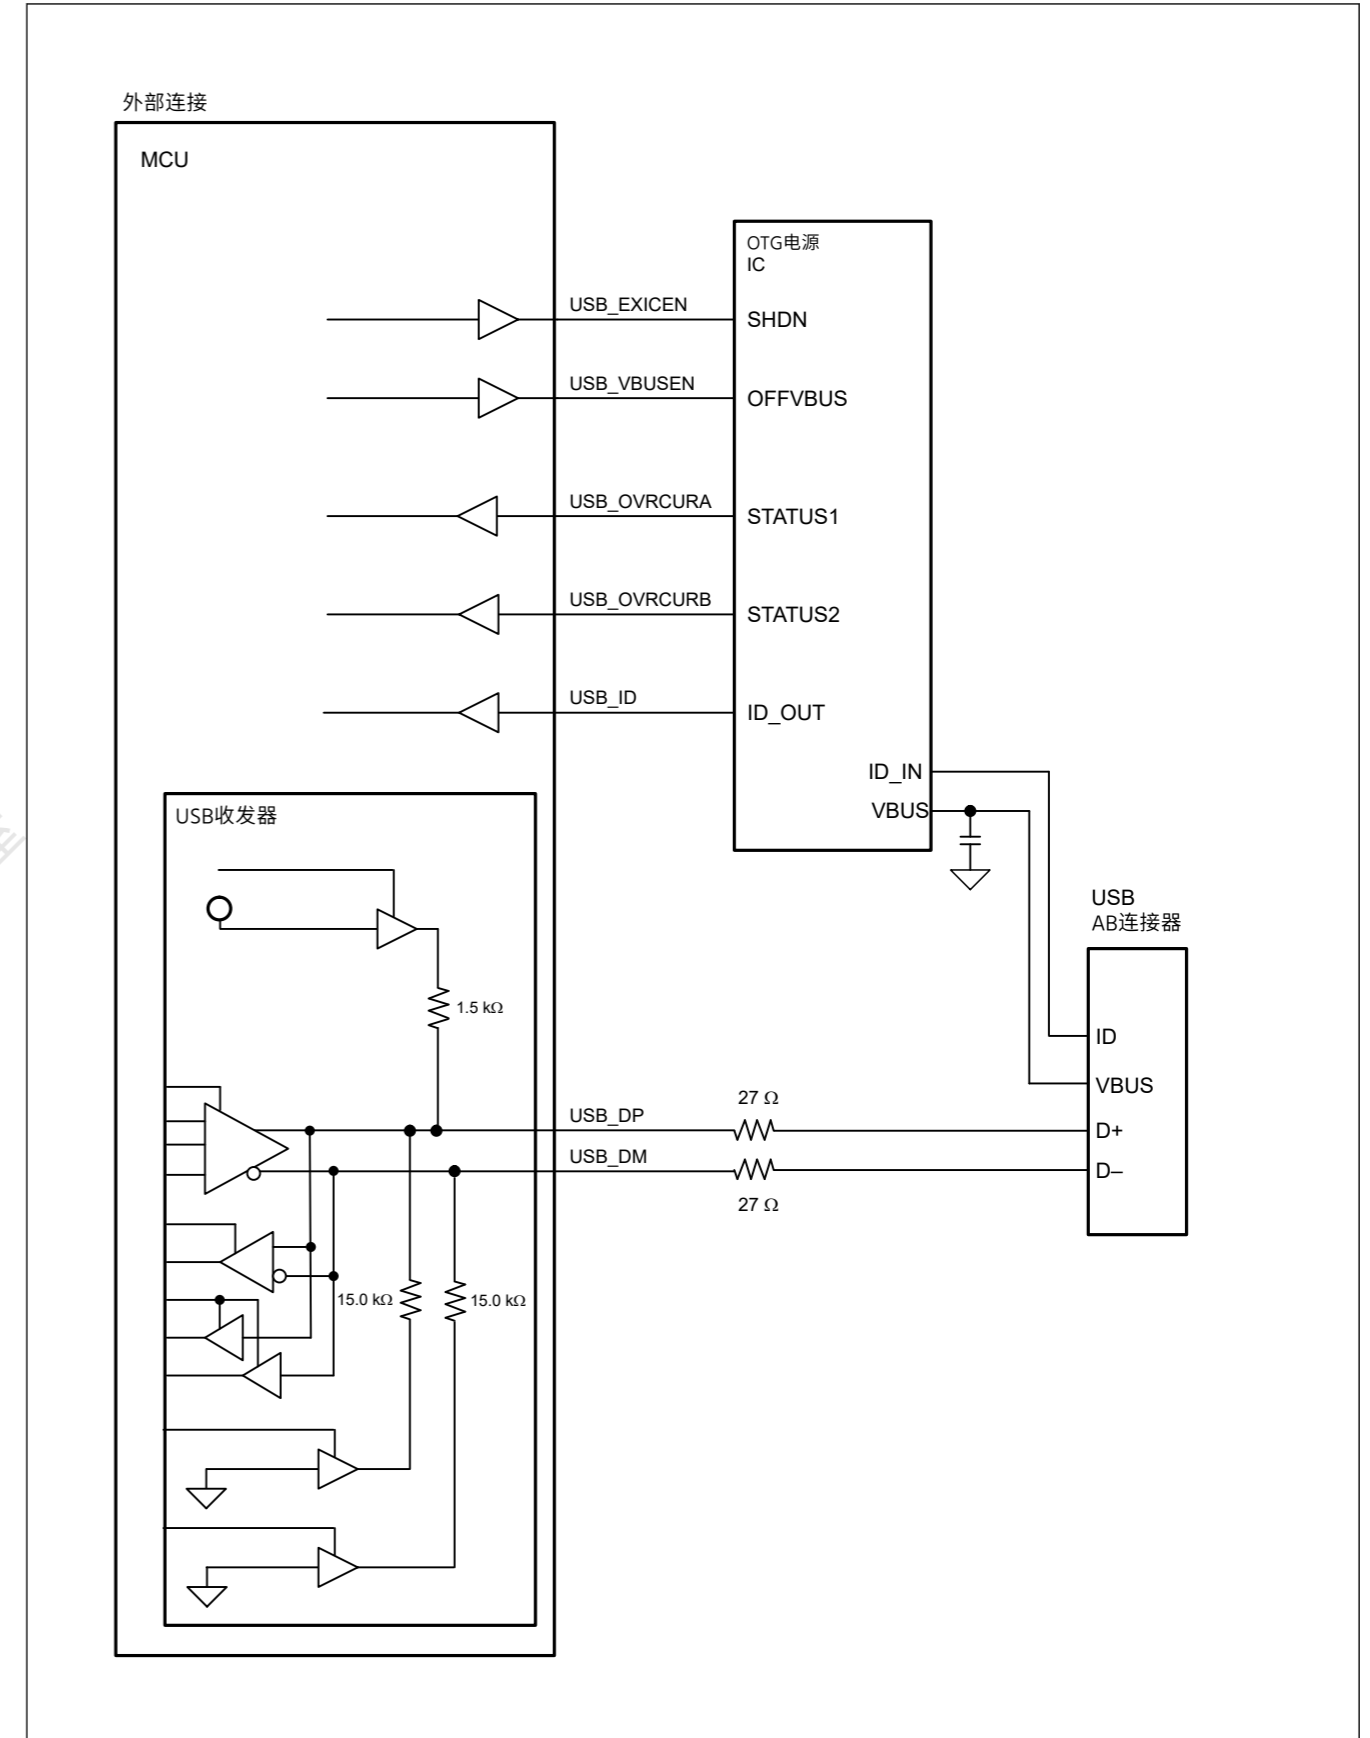 外部连接
MCU
OTG电源
IC
USB_EXICEN
SHDN
USB_VBUSEN
OFFVBUS
USB_OVRCURA
STATUS1
USB_OVRCURB
STATUS2
USB_ID
ID_OUT
ID_IN
VBUS
USB收发器
USB
AB连接器
1.5 kΩ
ID
VBUS
27 Ω
USB_DP
D+
USB_DM
D–
27 Ω
15.0 kΩ
15.0 kΩ